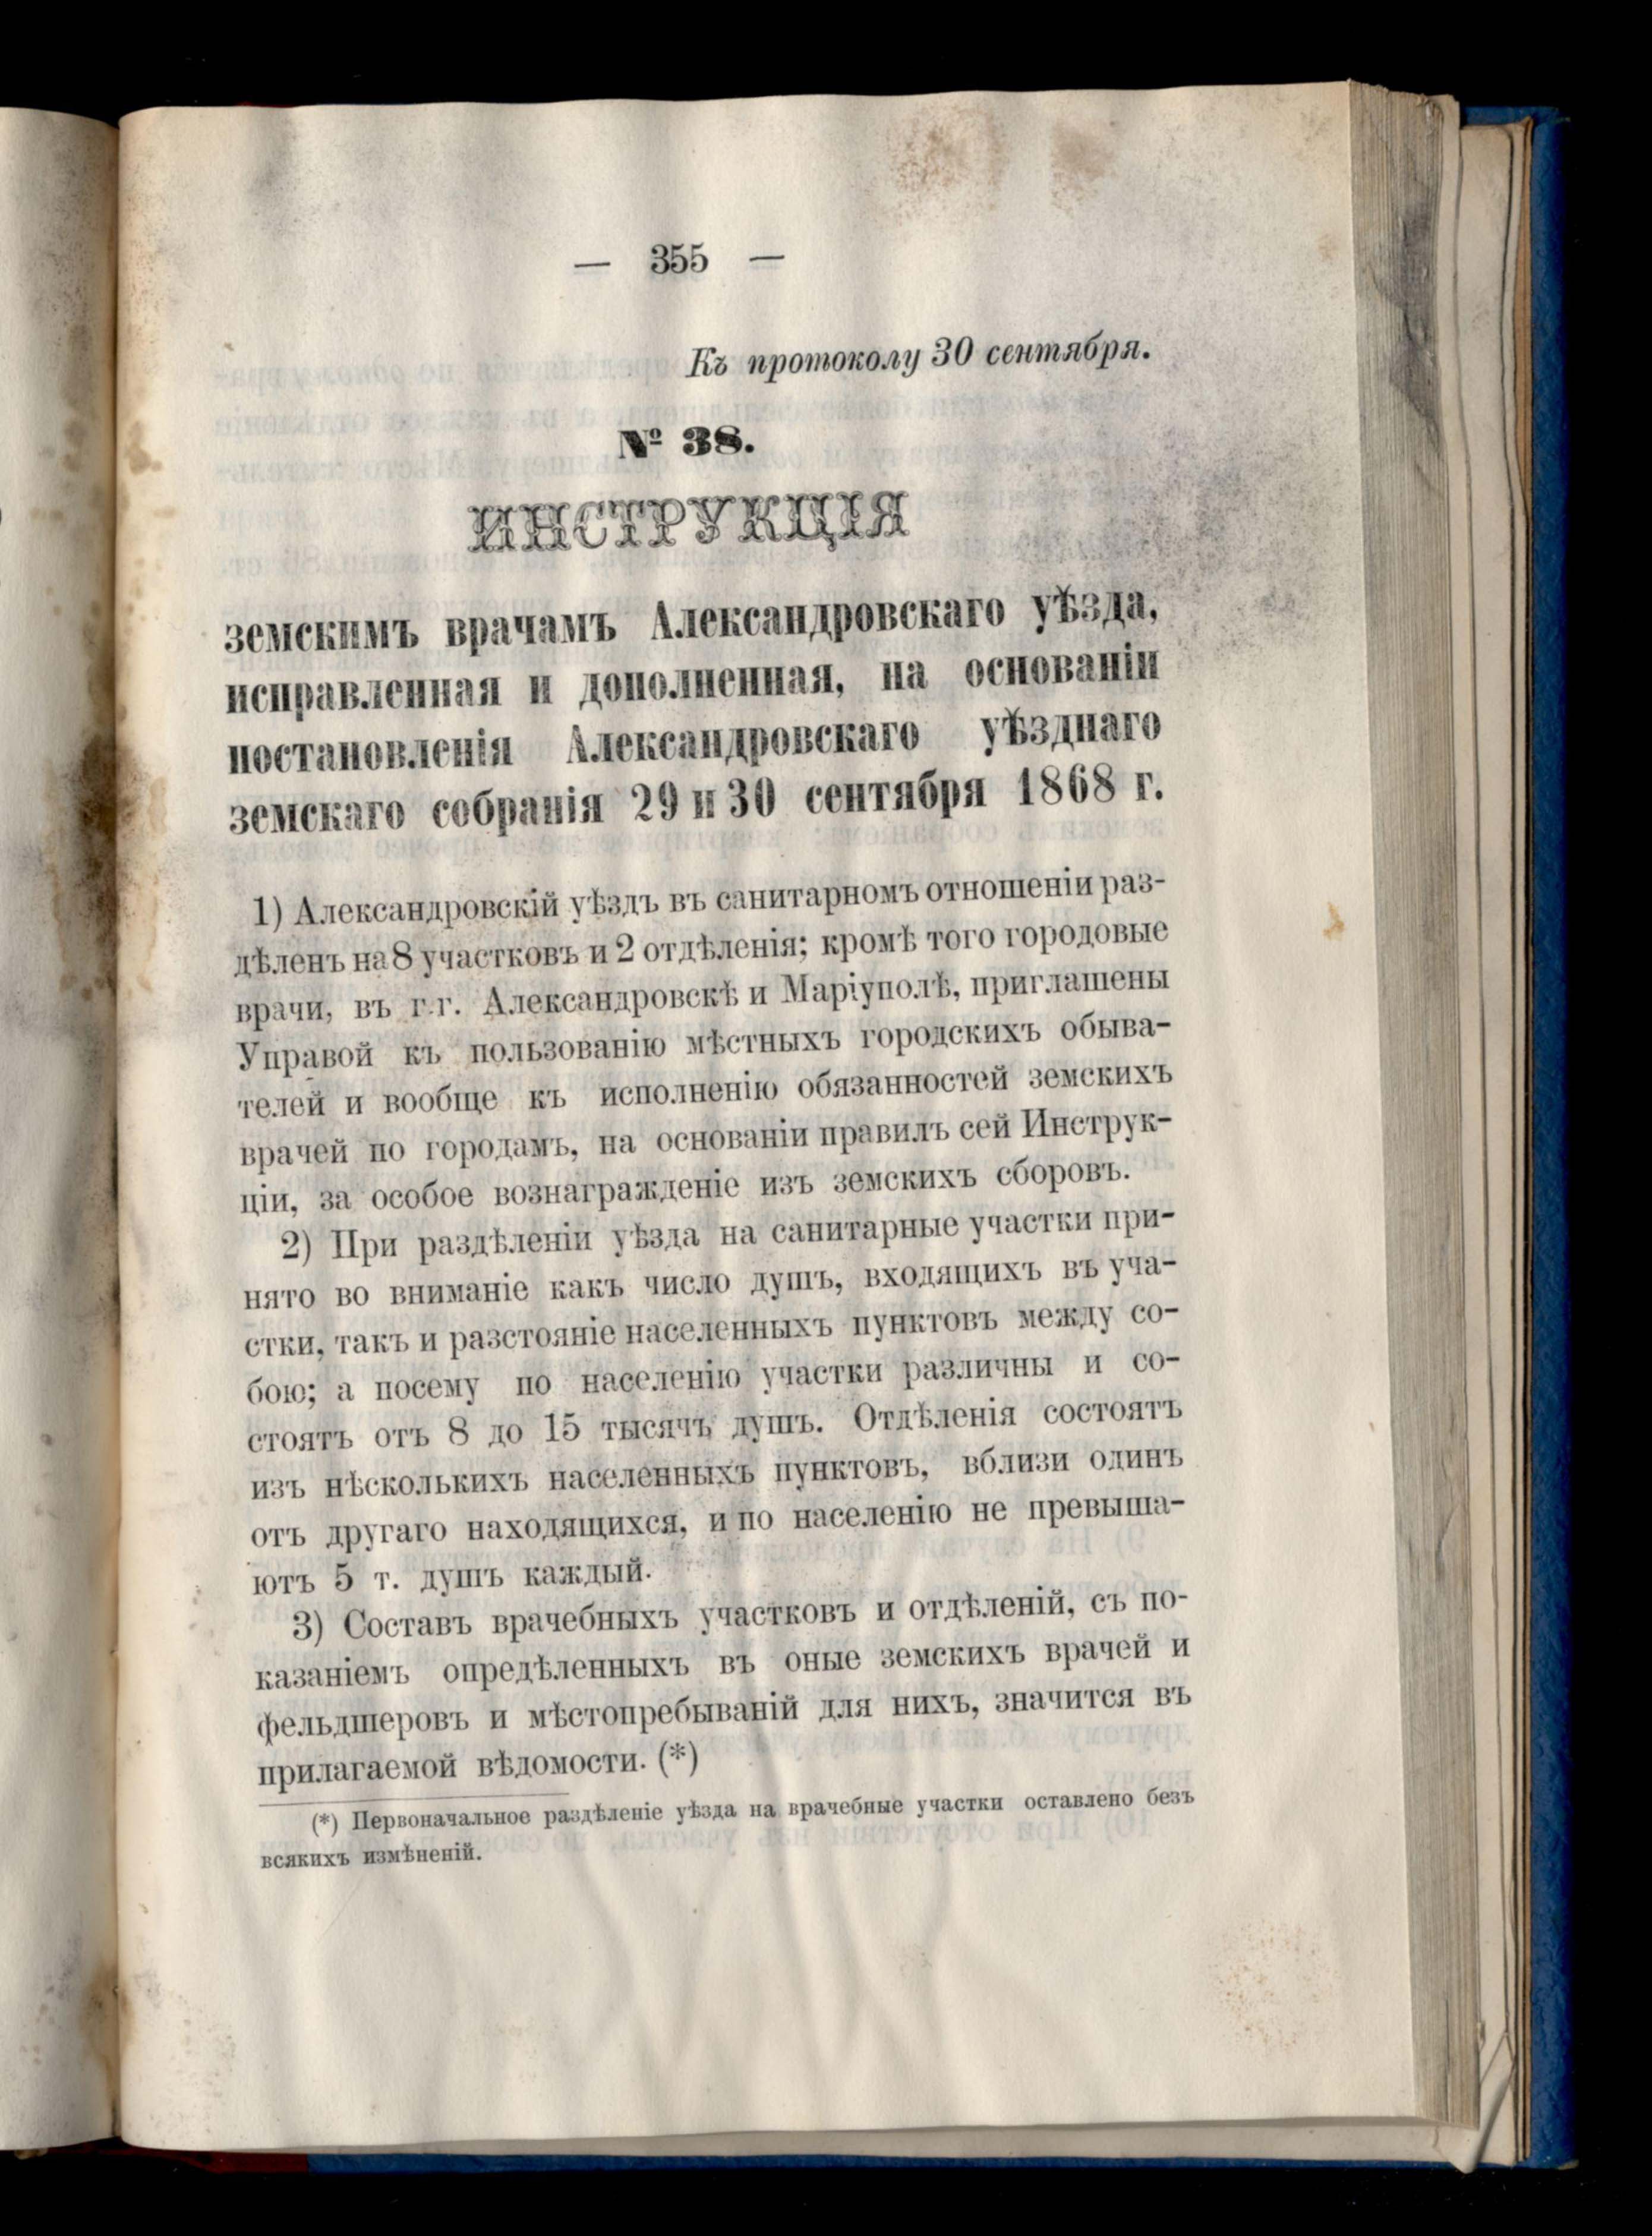 — 355 —
Къ протоколу 30 сентября.
№ 38.
ИНСТРУКЦІЯ
земскимъ врачамъ Александровскаго уѣзда,
исправленная и дополненная, на основаніи
постановленія Александровскаго уѣзднаго
земскаго собранія 29 и 30 сентября 1868 г.
1) Александровскій уѣздъ въ санитарномъ отношеніи раз-
дѣленъ на 8 участковъ и 2 отдѣленія; кромѣ того городовые
врачи, въ г.г. Александровскѣ и Маріуполѣ, приглашены
Управой къ пользованію мѣстныхъ городскихъ обыва-
телей и вообще къ исполненію обязанностей земскихъ
врачей по городамъ, на основаніи правилъ сей Инструк-
ціи, за особое вознагражденіе изъ земскихъ сборовъ.
2) При раздѣленіи уѣзда на санитарные участки при-
нято во вниманіе какъ число душъ, входящихъ въ уча-
стки, такъ и разстояніе населенныхъ пунктовъ между со-
бою; а посему по населенію участки различны и со-
стоятъ отъ 8 до 15 тысячъ душъ. Отдѣленія состоятъ
изъ нѣсколькихъ населенныхъ пунктовъ, вблизи одинъ
отъ другаго находящихся, и по населенію не превыша-
ютъ 5 т. душъ каждый.
3) Составъ врачебныхъ участковъ и отдѣленій, съ по-
казаніемъ опредѣленныхъ въ оные земскихъ врачей и
фельдшеровъ и мѣстопребываній для нихъ, значится въ
прилагаемой вѣдомости. (*)
(*) Первоначальное раздѣленіе уѣзда на врачебные участки оставлено безъ
всякихъ измѣненій.